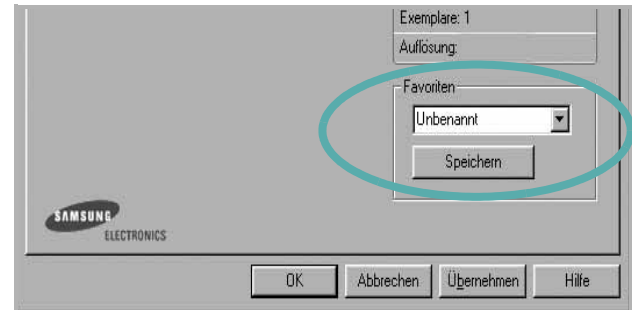 Exemplare: 1
Auflösung:
Favoriten
Unbenannt
Speichern
SAMSUNG
ELECTRONICS
OK Abbrechen Übernehmen Hilfe